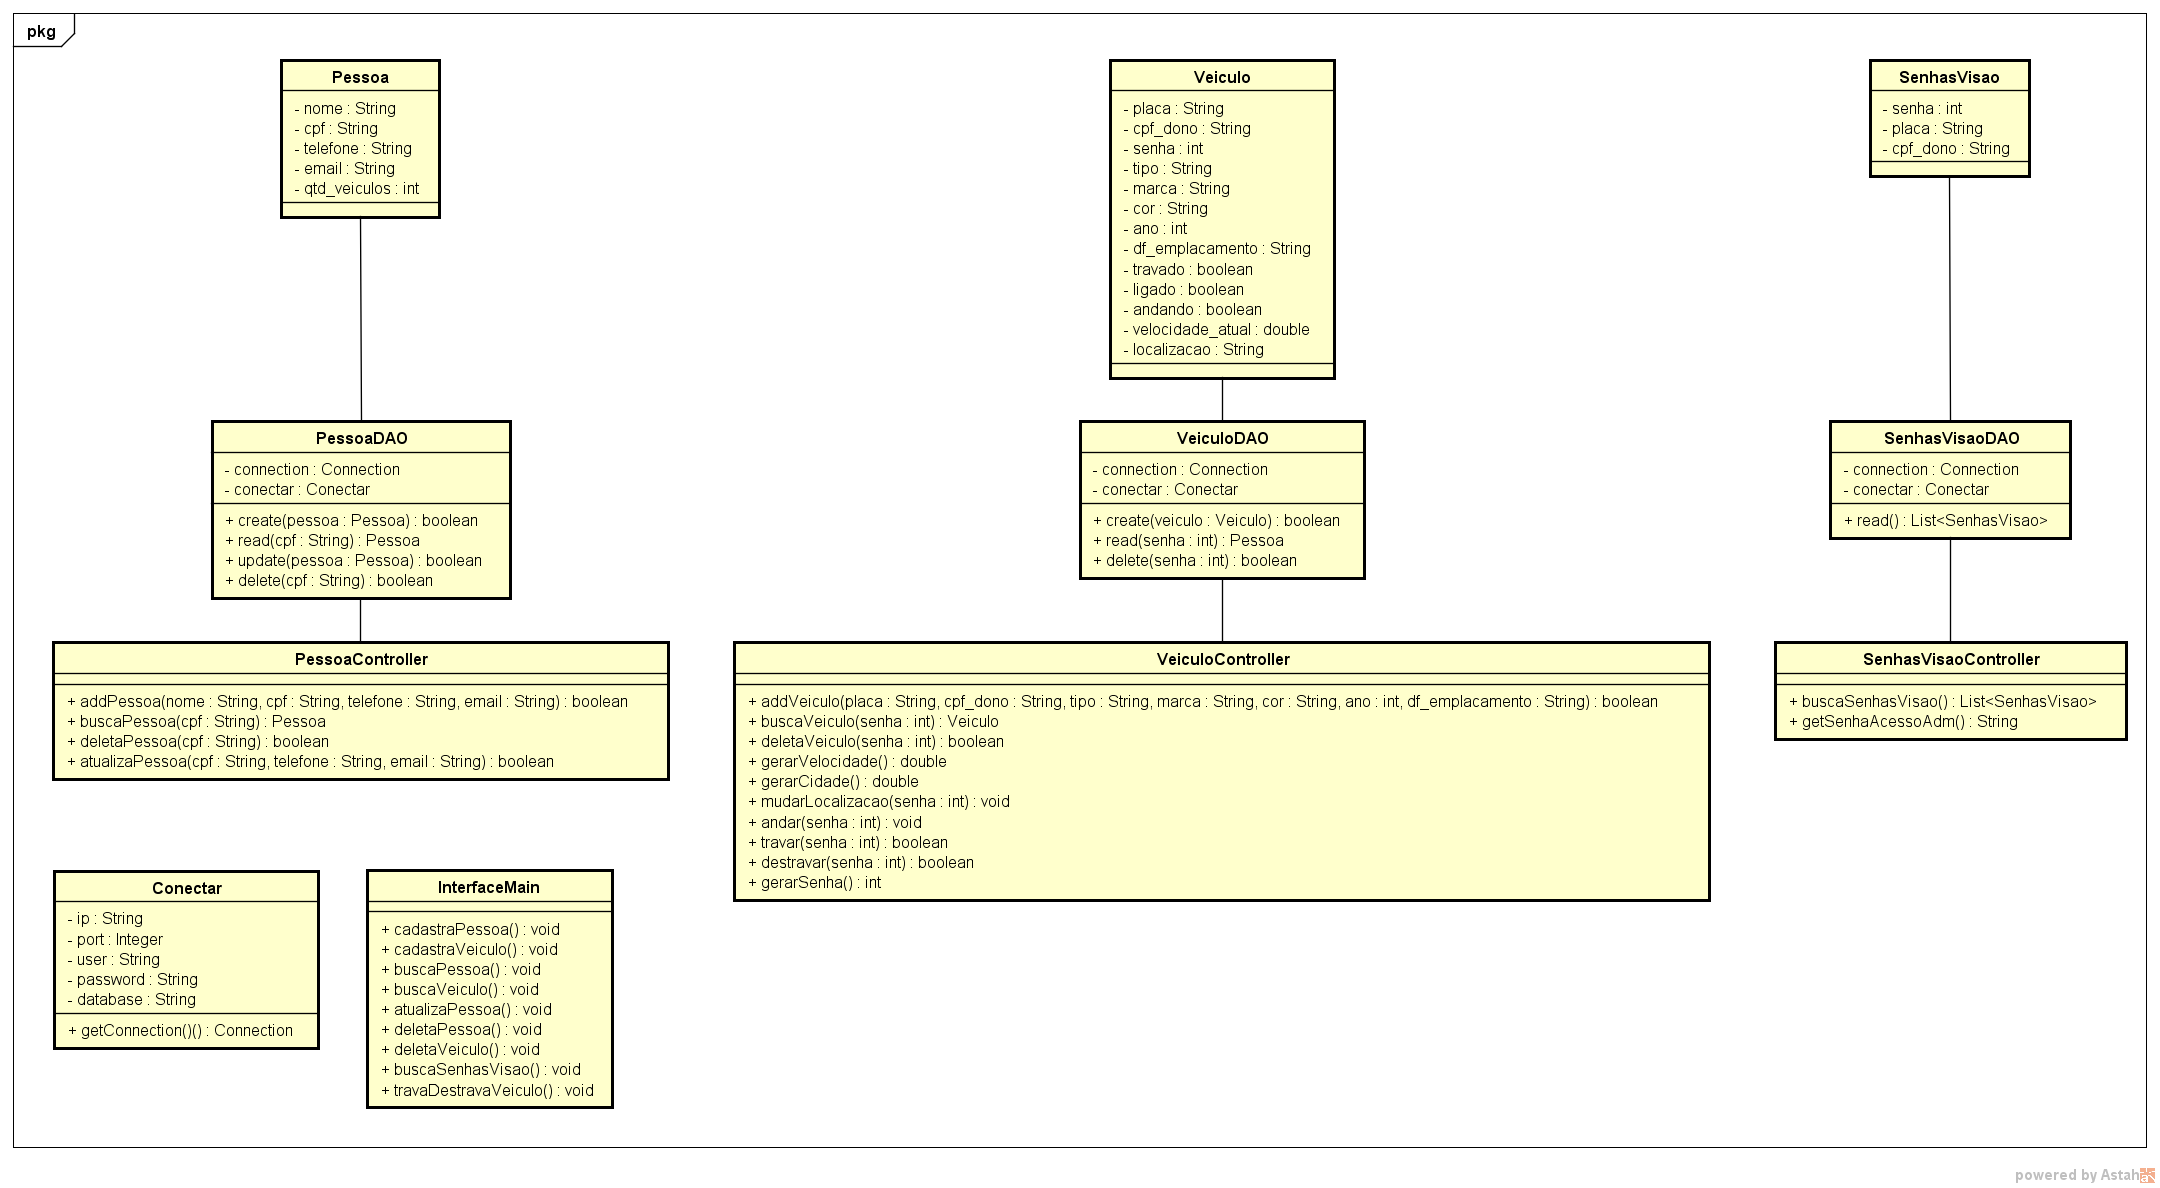 pkg
Pessoa
- nome : String
- cpf : String
- telefone : String
- email : String
- qtd_veiculos : int
Veiculo
- placa : String
- cpf_dono : String
- senha : int
- tipo : String
- marca : String
- cor : String
- ano : int
- df_emplacamento : String
- travado : boolean
- ligado : boolean
- andando : boolean
- velocidade_atual : double
- localizacao : String
SenhasVisao
- senha : int
- placa : String
- cpf_dono : String
PessoaDAO
- connection : Connection
- conectar : Conectar
+ create(pessoa : Pessoa) : boolean
+ read(cpf : String) : Pessoa
+ update(pessoa : Pessoa) : boolean
+ delete(cpf : String) : boolean
VeiculoDAO
- connection : Connection
- conectar : Conectar
+ create(veiculo : Veiculo) : boolean
+ read(senha : int) : Pessoa
+ delete(senha : int) : boolean
SenhasVisaoDAO
- connection : Connection
- conectar : Conectar
+ read() : List<SenhasVisao>
PessoaController
+ addPessoa(nome : String, cpf : String, telefone : String, email : String) : boolean
+ buscaPessoa(cpf : String) : Pessoa
+ deletaPessoa(cpf : String) : boolean
+ atualizaPessoa(cpf : String, telefone : String, email : String) : boolean
VeiculoController
+ addVeiculo(placa : String, cpf_dono : String, tipo : String, marca : String, cor : String, ano : int, df_emplacamento : String) : boolean
+ buscaVeiculo(senha : int) : Veiculo
+ deletaVeiculo(senha : int) : boolean
+ gerarVelocidade() : double
+ gerarCidade() : double
+ mudarLocalizacao(senha : int) : void
+ andar(senha : int) : void
+ travar(senha : int) : boolean
+ destravar(senha : int) : boolean
+ gerarSenha() : int
SenhasVisaoController
+ buscaSenhasVisao() : List<SenhasVisao>
+ getSenhaAcessoAdm() : String
Conectar
- ip : String
- port : Integer
- user : String
- password : String
- database : String
+ getConnection()() : Connection
InterfaceMain
+ cadastraPessoa() : void
+ cadastraVeiculo() : void
+ buscaPessoa() : void
+ buscaVeiculo() : void
+ atualizaPessoa() : void
+ deletaPessoa() : void
+ deletaVeiculo() : void
+ buscaSenhasVisao() : void
+ travaDestravaVeiculo() : void
powered by Astah